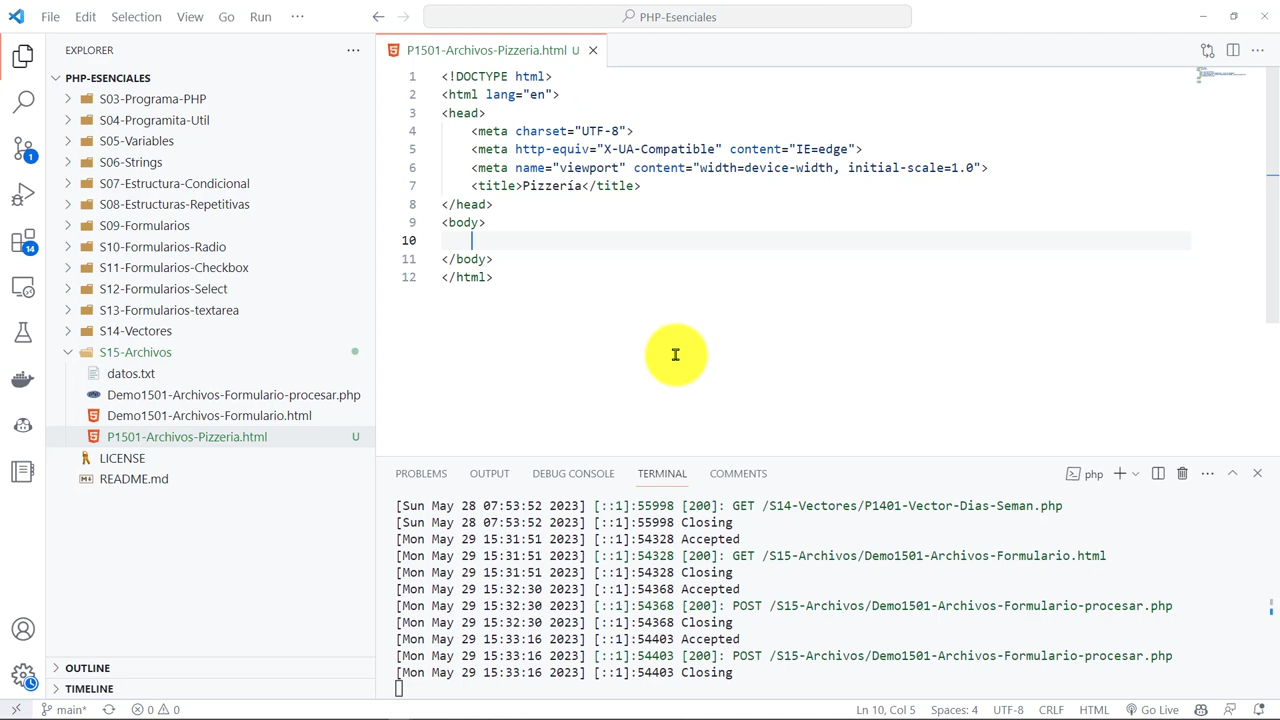 File Edit Selection View Go Run ···
PHP-Esenciales
EXPLORER
PHP-ESENCIALES
S03-Programa-PHP
S04-Programita-Util
S05-Variables
S06-Strings
S07-Estructura-Condicional
S08-Estructuras-Repetitivas
S09-Formularios
S10-Formularios-Radio
S11-Formularios-Checkbox
S12-Formularios-Select
S13-Formularios-textarea
S14-Vectores
S15-Archivos
datos.txt
Demo1501-Archivos-Formulario-procesar.php
Demo1501-Archivos-Formulario.html
P1501-Archivos-Pizzeria.html U
LICENSE
README.md
OUTLINE
TIMELINE
1
14
P1501-Archivos-Pizzeria.html U
1 <!DOCTYPE html>
2 <html lang="en">
3 <head>
4 <meta charset="UTF-8">
5 <meta http-equiv="X-UA-Compatible" content="IE=edge">
6 <meta name="viewport" content="width=device-width, initial-scale=1.0">
7 <title>Pizzería</title>
8 </head>
9 <body>
10
11 </body>
12 </html>
PROBLEMS OUTPUT DEBUG CONSOLE TERMINAL COMMENTS php
[Sun May 28 07:53:52 2023] [::1]:55998 [200]: GET /S14-Vectores/P1401-Vector-Dias-Seman.php
[Sun May 28 07:53:52 2023] [::1]:55998 Closing
[Mon May 29 15:31:51 2023] [::1]:54328 Accepted
[Mon May 29 15:31:51 2023] [::1]:54328 [200]: GET /S15-Archivos/Demo1501-Archivos-Formulario.html
[Mon May 29 15:31:51 2023] [::1]:54328 Closing
[Mon May 29 15:32:30 2023] [::1]:54368 Accepted
[Mon May 29 15:32:30 2023] [::1]:54368 [200]: POST /S15-Archivos/Demo1501-Archivos-Formulario-procesar.php
[Mon May 29 15:32:30 2023] [::1]:54368 Closing
[Mon May 29 15:33:16 2023] [::1]:54403 Accepted
[Mon May 29 15:33:16 2023] [::1]:54403 [200]: POST /S15-Archivos/Demo1501-Archivos-Formulario-procesar.php
[Mon May 29 15:33:16 2023] [::1]:54403 Closing
main* 0 0 Ln 10, Col 5 Spaces: 4 UTF-8 CRLF HTML Go Live